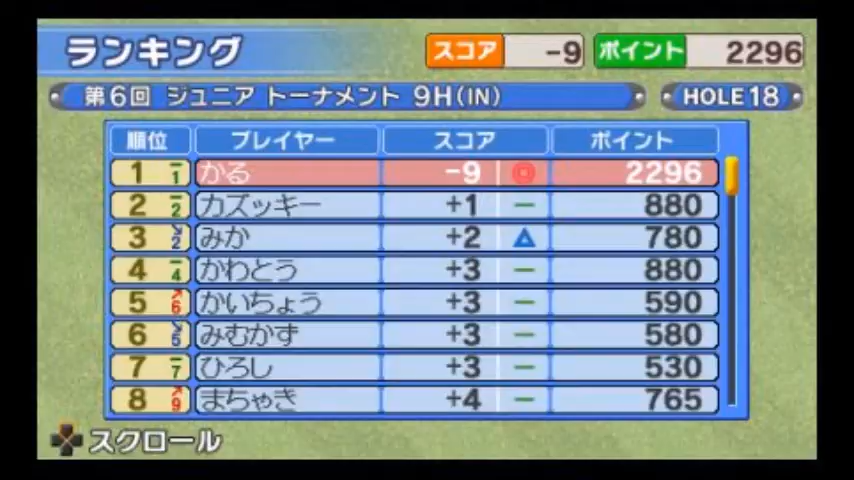 ランキング スコア -9 ポイント 2296
第6回 ジュニア トーナメント 9H(IN) HOLE 18
順位 プレイヤー スコア ポイント
1 1 かる -9 ◎ 2296
2 2 カズッキー +1 ー 880
3 2 みか +2 △ 780
4 4 かわとう +3 ー 880
5 6 かいちょう +3 ー 590
6 5 みむかず +3 ー 580
7 7 ひろし +3 ー 530
8 9 まちゃき +4 ー 765
スクロール